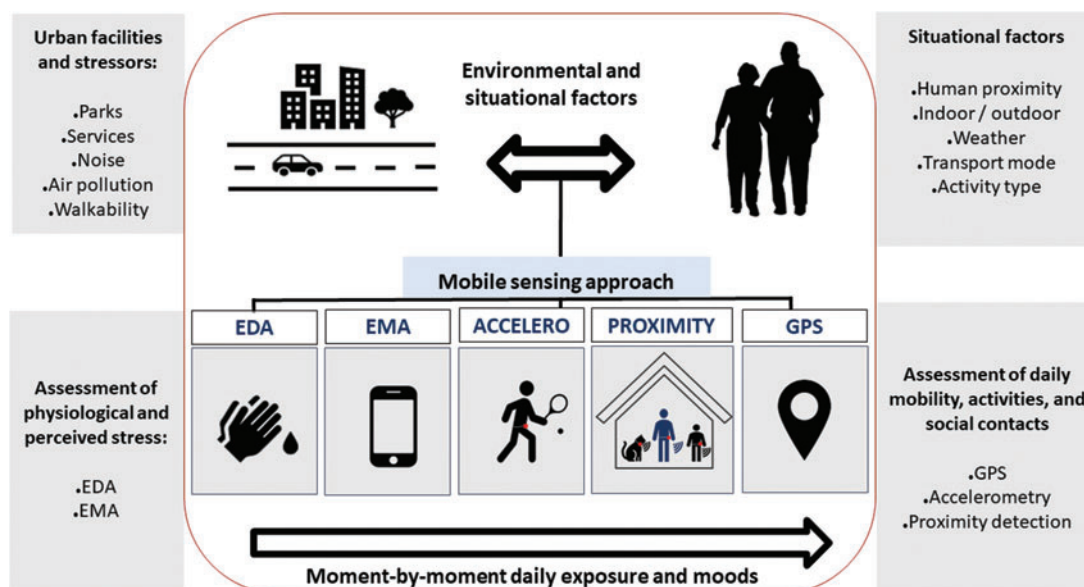 Urban facilities
and stressors:
.Parks
.Services
.Noise
.Air pollution
.Walkability
Environmental and
situational factors
Situational factors
.Human proximity
.Indoor / outdoor
.Weather
.Transport mode
.Activity type
Mobile sensing approach
EDA
EMA
ACCELERO
PROXIMITY
GPS
Assessment of
physiological and
perceived stress:
.EDA
.EMA
Assessment of daily
mobility, activities, and
social contacts
.GPS
.Accelerometry
.Proximity detection
Moment-by-moment daily exposure and moods